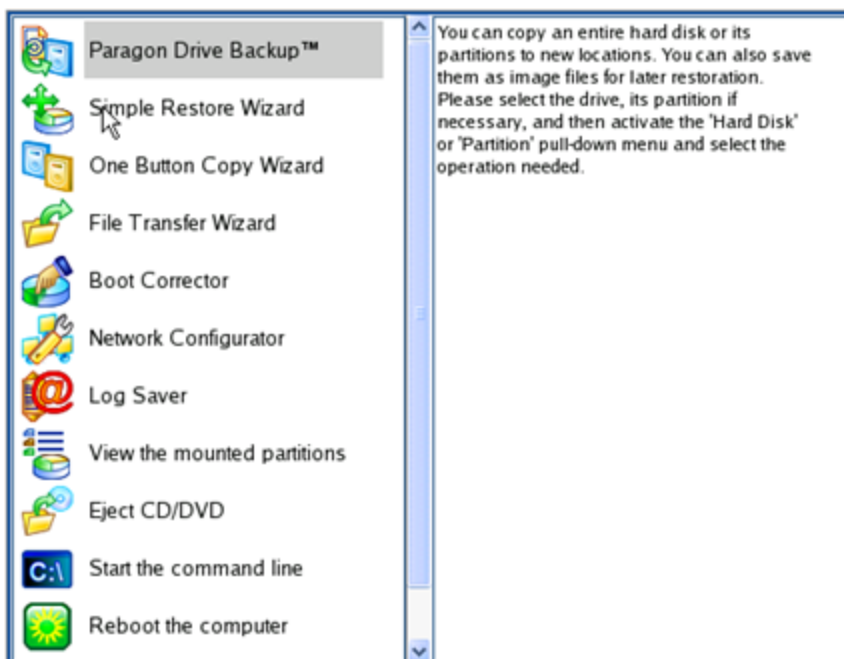 Paragon Drive Backup™
Simple Restore Wizard
One Button Copy Wizard
File Transfer Wizard
Boot Corrector
Network Configurator
Log Saver
View the mounted partitions
Eject CD/DVD
C:\
Start the command line
Reboot the computer
You can copy an entire hard disk or its
partitions to new locations. You can also save
them as image files for later restoration.
Please select the drive, its partition if
necessary, and then activate the 'Hard Disk'
or 'Partition' pull-down menu and select the
operation needed.